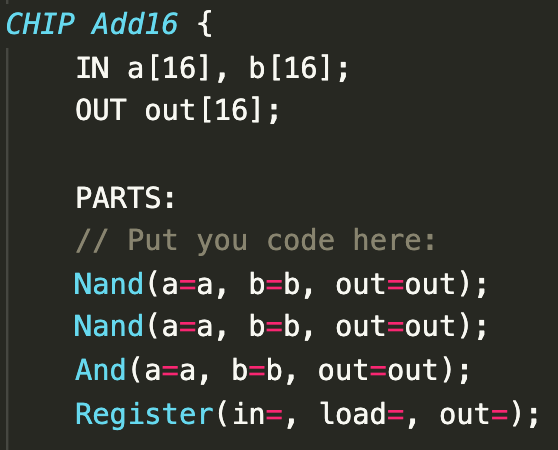 CHIP Add16 {
IN a[16], b[16];
OUT out[16];
PARTS:
// Put you code here:
Nand(a=a, b=b, out=out);
Nand(a=a, b=b, out=out);
And(a=a, b=b, out=out);
Register(in=, load=, out=);